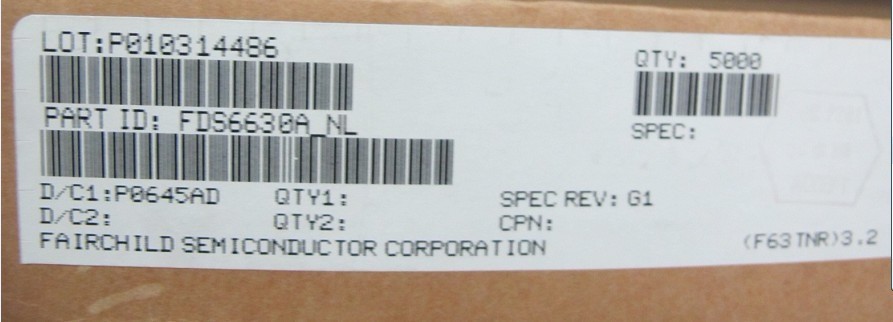 LOT:P010314486
QTY: 5000
PART ID: FDS6630A_NL
SPEC:
D/C1:P0645AD QTY1: SPEC REV: G1
D/C2: QTY2: CPN:
FAIRCHILD SEMICONDUCTOR CORPORATION (F63TNR)3.2